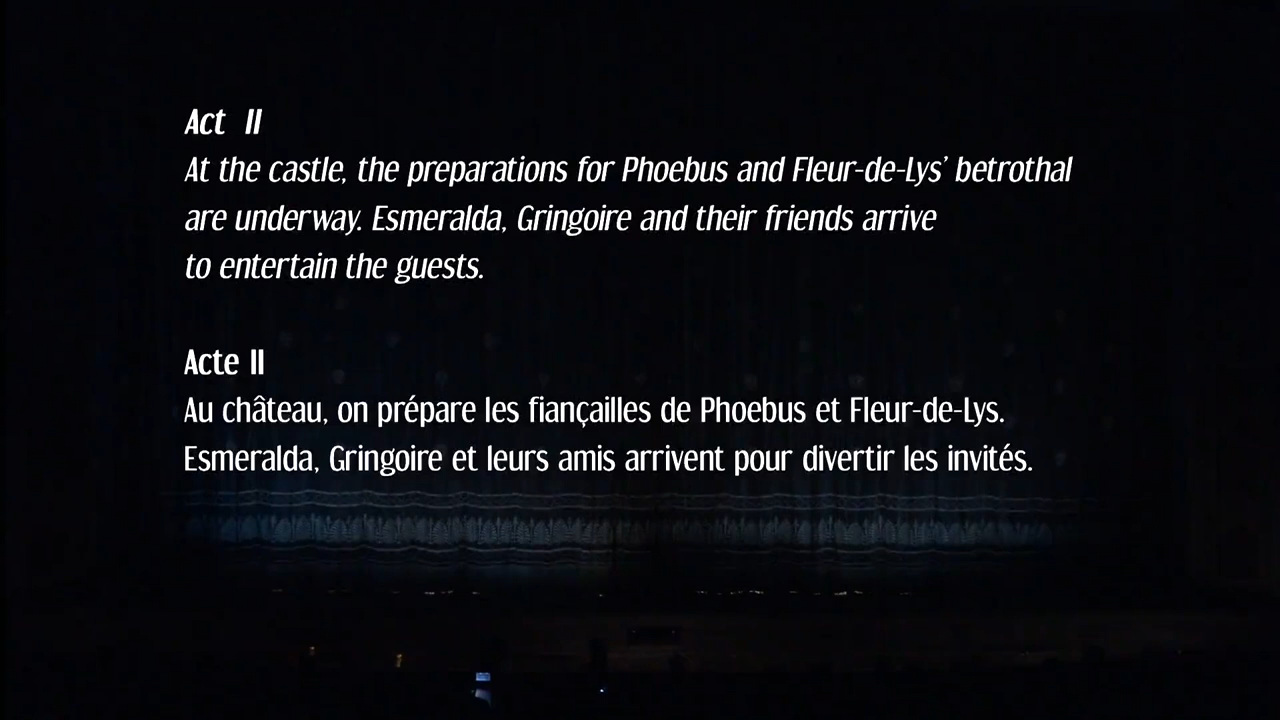 Act II
At the castle, the preparations for Phoebus and Fleur-de-Lys’ betrothal
are underway. Esmeralda, Gringoire and their friends arrive
to entertain the guests.
Acte II
Au château, on prépare les fiançailles de Phoebus et Fleur-de-Lys.
Esmeralda, Gringoire et leurs amis arrivent pour divertir les invités.